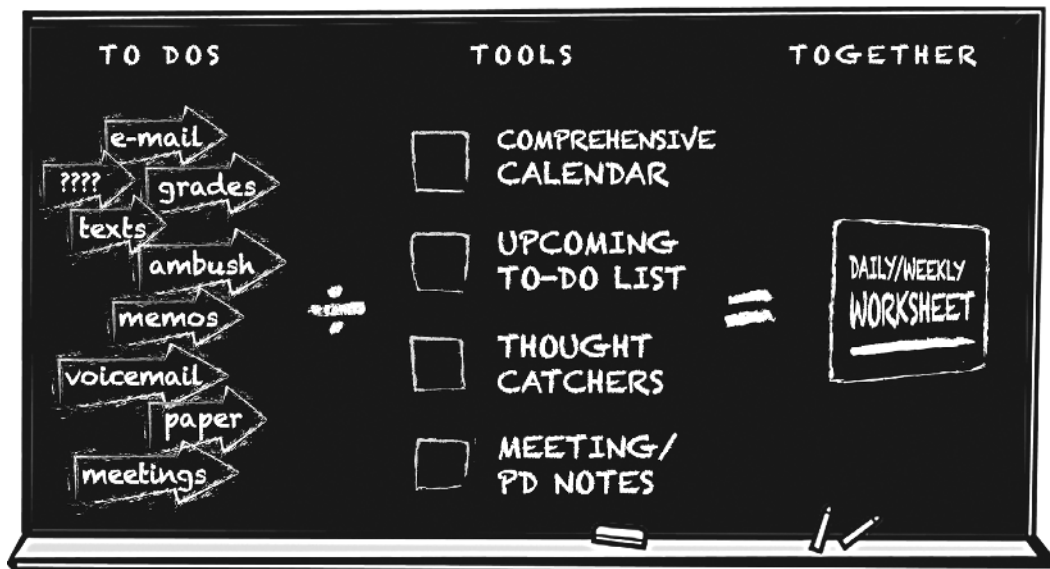 TO DOS
TOOLS
TOGETHER
e-mail
????
grades
texts
ambush
memos
voicemail
paper
meetings
÷
COMPREHENSIVE
CALENDAR
UPCOMING
TO-DO LIST
THOUGHT
CATCHERS
MEETING/
PD NOTES
=
DAILY/WEEKLY
WORKSHEET